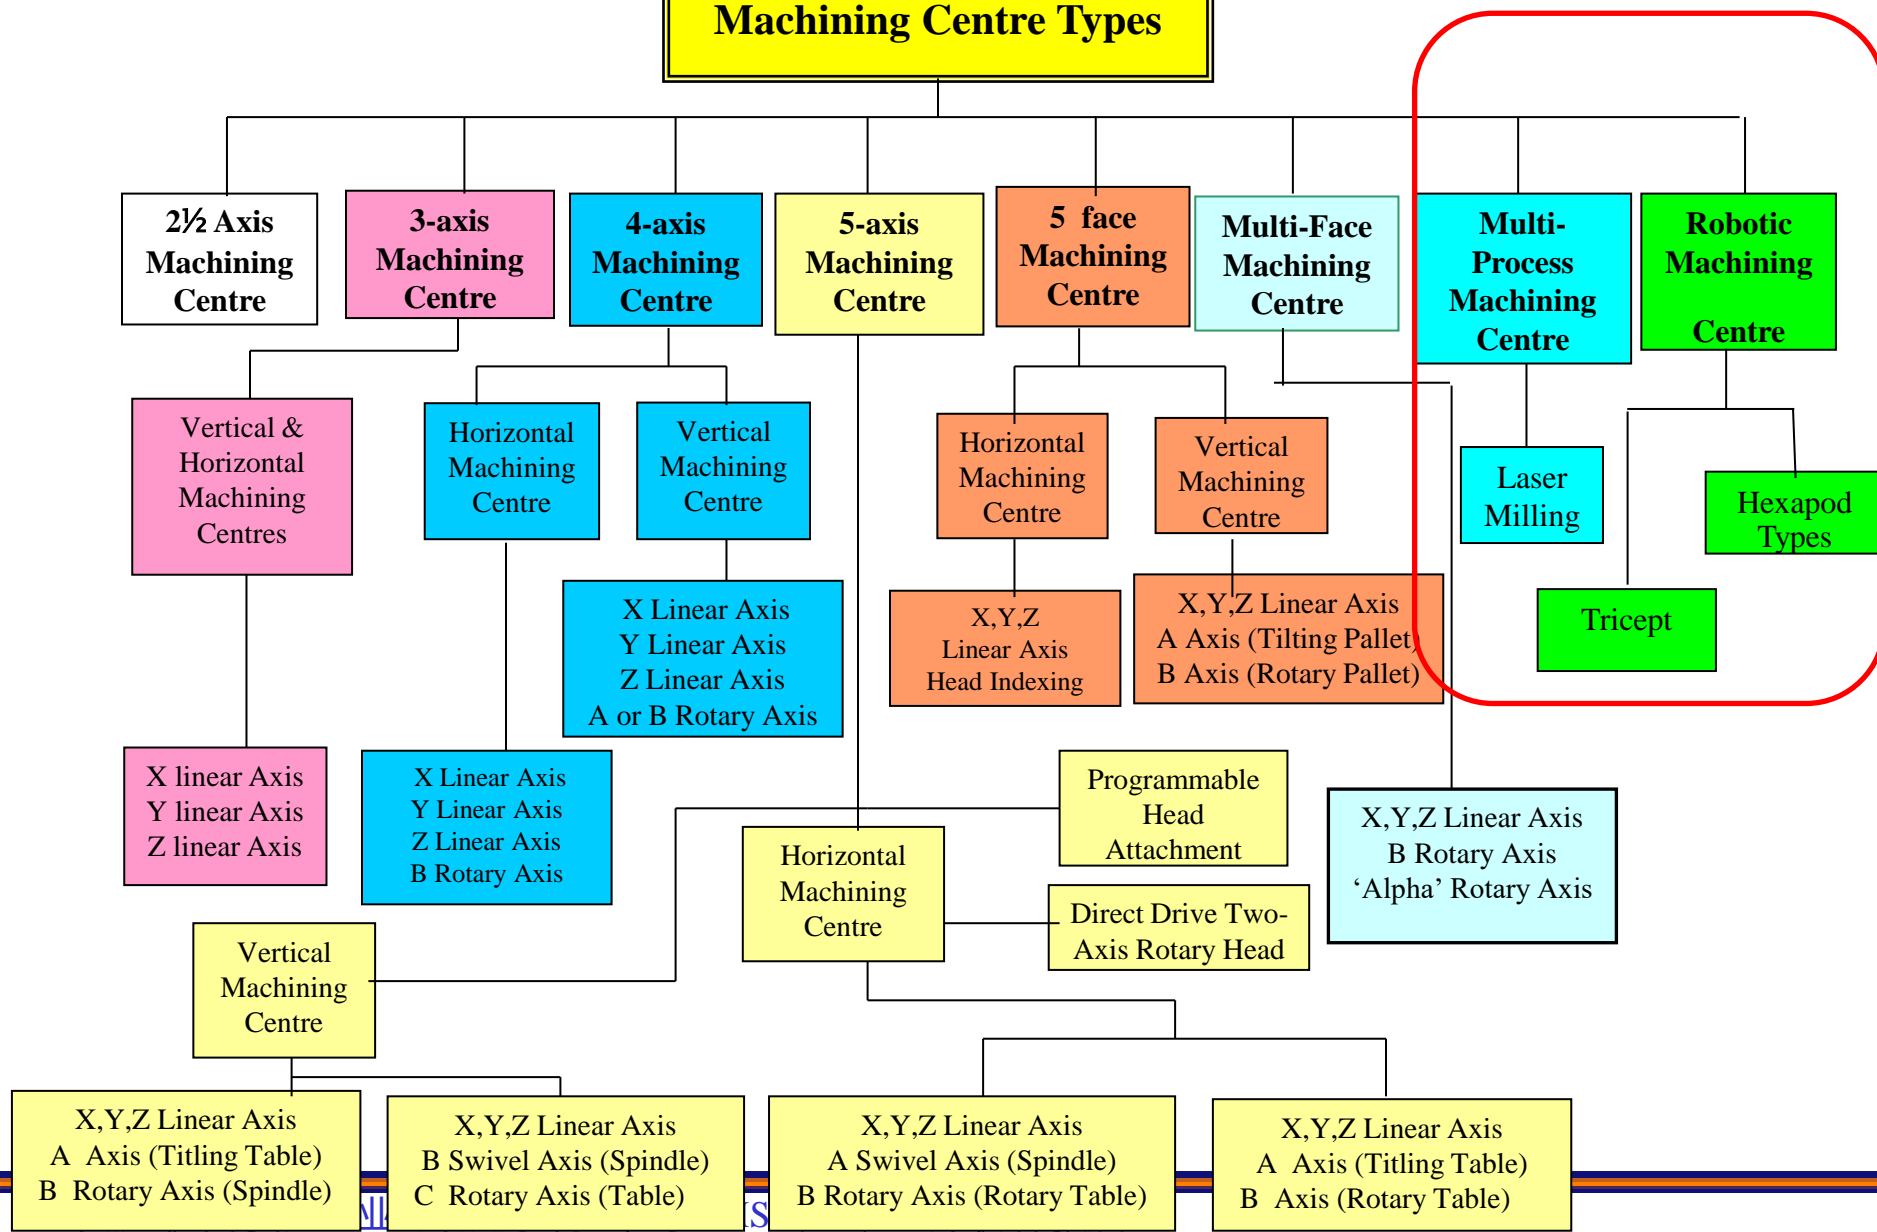 Machining Centre Types
2½ Axis
Machining
Centre
3-axis
Machining
Centre
4-axis
Machining
Centre
5-axis
Machining
Centre
5 face
Machining
Centre
Multi-Face
Machining
Centre
Multi-
Process
Machining
Centre
Robotic
Machining
Centre
Vertical &
Horizontal
Machining
Centres
Horizontal
Machining
Centre
Vertical
Machining
Centre
Horizontal
Machining
Centre
Vertical
Machining
Centre
Laser
Milling
Hexapod
Types
Tricept
X Linear Axis
Y Linear Axis
Z Linear Axis
A or B Rotary Axis
X,Y,Z
Linear Axis
Head Indexing
X,Y,Z Linear Axis
A Axis (Tilting Pallet)
B Axis (Rotary Pallet)
X linear Axis
Y linear Axis
Z linear Axis
X Linear Axis
Y Linear Axis
Z Linear Axis
B Rotary Axis
Programmable
Head
Attachment
Horizontal
Machining
Centre
Direct Drive Two-
Axis Rotary Head
X,Y,Z Linear Axis
B Rotary Axis
‘Alpha’ Rotary Axis
Vertical
Machining
Centre
X,Y,Z Linear Axis
A Axis (Titling Table)
B Rotary Axis (Spindle)
X,Y,Z Linear Axis
B Swivel Axis (Spindle)
C Rotary Axis (Table)
X,Y,Z Linear Axis
A Swivel Axis (Spindle)
B Rotary Axis (Rotary Table)
X,Y,Z Linear Axis
A Axis (Titling Table)
B Axis (Rotary Table)